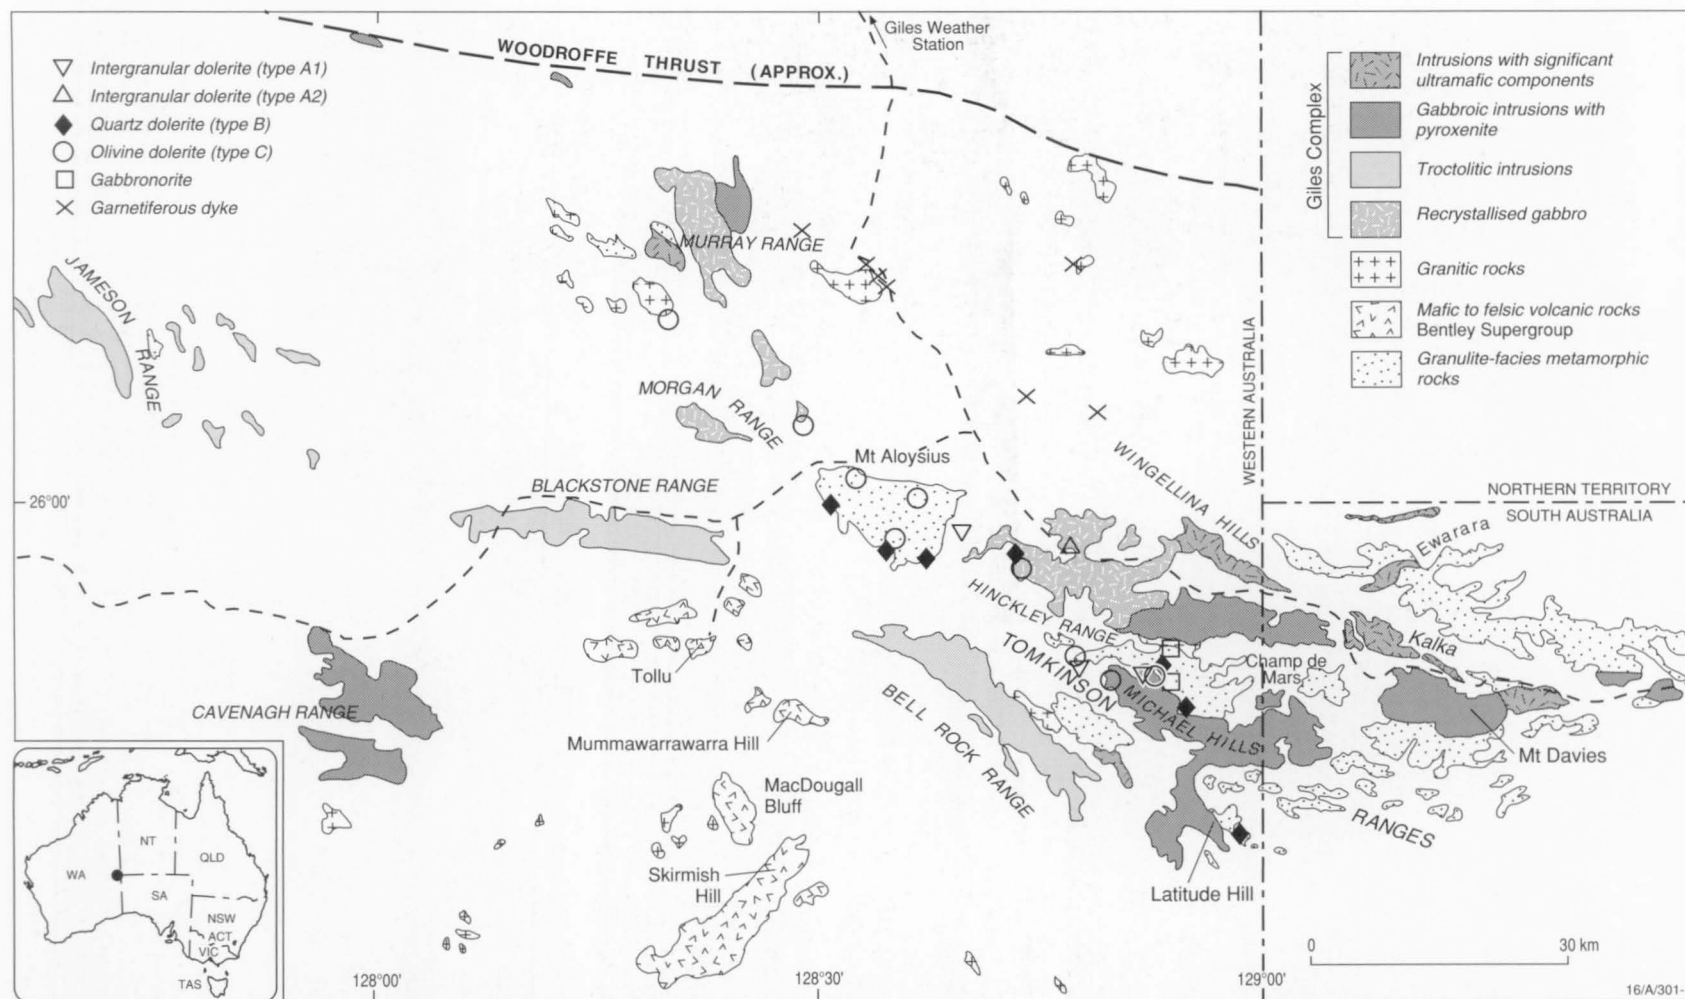 Giles Weather
Station
WOODROFFE THRUST (APPROX.)
Intergranular dolerite (type A1)
Intergranular dolerite (type A2)
Quartz dolerite (type B)
Olivine dolerite (type C)
Gabbronorite
Garnetiferous dyke
Giles Complex
Intrusions with significant
ultramafic components
Gabbroic intrusions with
pyroxenite
Troctolitic intrusions
Recrystallised gabbro
Granitic rocks
Mafic to felsic volcanic rocks
Bentley Supergroup
Granulite-facies metamorphic
rocks
MURRAY RANGE
JAMESON
RANGE
MORGAN RANGE
WESTERN AUSTRALIA
Mt Aloysius
WINGELLINA HILLS
BLACKSTONE RANGE
26°00'
NORTHERN TERRITORY
SOUTH AUSTRALIA
Ewarara
HINCKLEY RANGE
TOMKINSON
Kalka
Champ de
Mars
Tollu
MICHAEL HILLS
BELL ROCK RANGE
CAVENAGH RANGE
Mummawarrawarra Hill
Mt Davies
MacDougall
Bluff
RANGES
Skirmish
Hill
Latitude Hill
WA
NT
QLD
SA
NSW
ACT
VIC
TAS
0 30 km
128°00'
128°30'
129°00'
16/A/301-